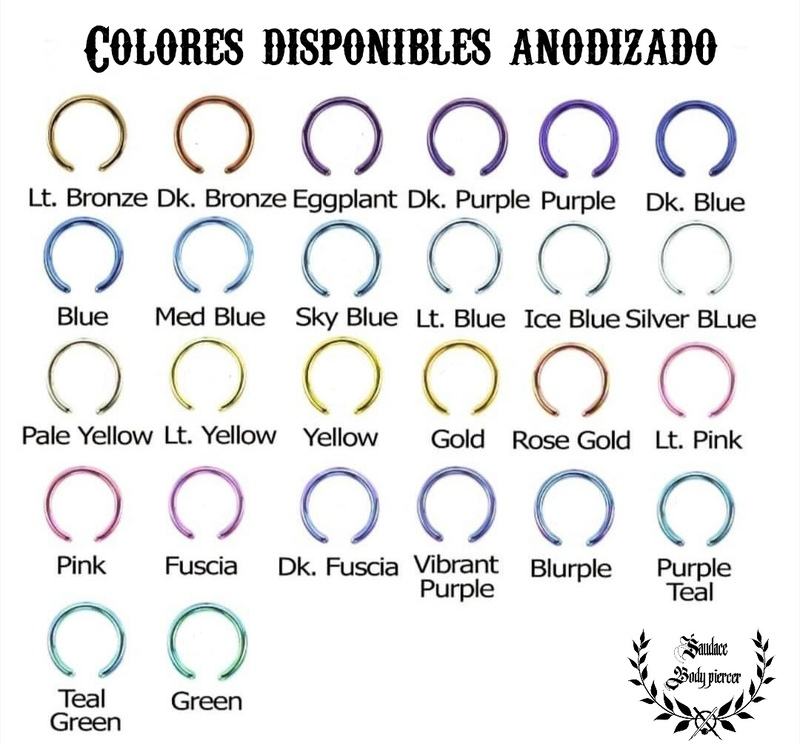 Colores disponibles anodizado
Lt. Bronze Dk. Bronze Eggplant Dk. Purple Purple Dk. Blue
Blue Med Blue Sky Blue Lt. Blue Ice Blue Silver BLue
Pale Yellow Lt. Yellow Yellow Gold Rose Gold Lt. Pink
Pink Fuscia Dk. Fuscia Vibrant Purple Blurple Purple Teal
Teal Green Green
Saudace
Body piercer